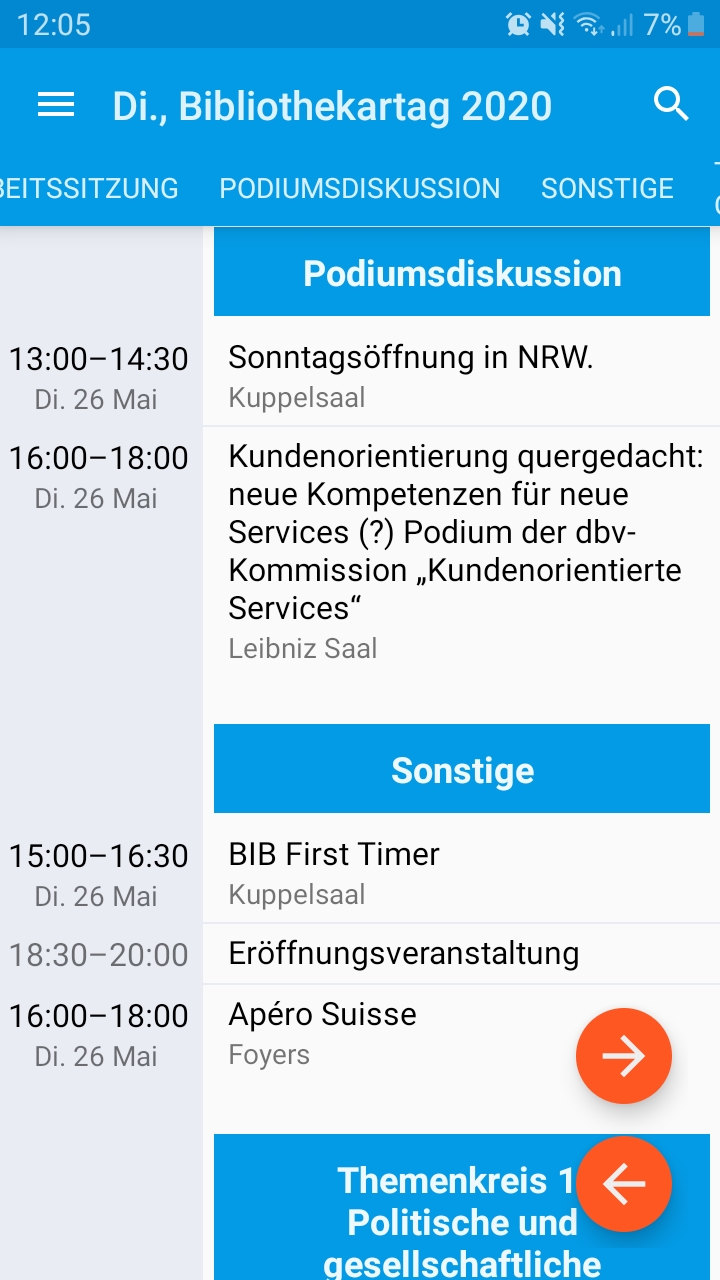 12:05 7%
Di., Bibliothekartag 2020
BEITSSITZUNG PODIUMSDISKUSSION SONSTIGE
Podiumsdiskussion
13:00–14:30 Sonntagsöffnung in NRW.
Di. 26 Mai Kuppelsaal
16:00–18:00 Kundenorientierung quergedacht:
Di. 26 Mai neue Kompetenzen für neue
Services (?) Podium der dbv-
Kommission „Kundenorientierte
Services“
Leibniz Saal
Sonstige
15:00–16:30 BIB First Timer
Di. 26 Mai Kuppelsaal
18:30–20:00 Eröffnungsveranstaltung
16:00–18:00 Apéro Suisse
Di. 26 Mai Foyers
Themenkreis 1
Politische und
gesellschaftliche